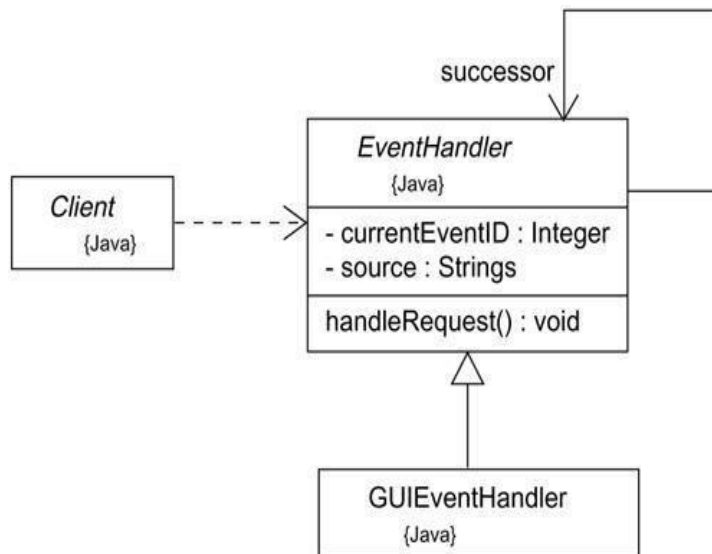 successor
EventHandler
{Java}
Client
{Java}
- currentEventID : Integer
- source : Strings
handleRequest() : void
GUIEventHandler
{Java}